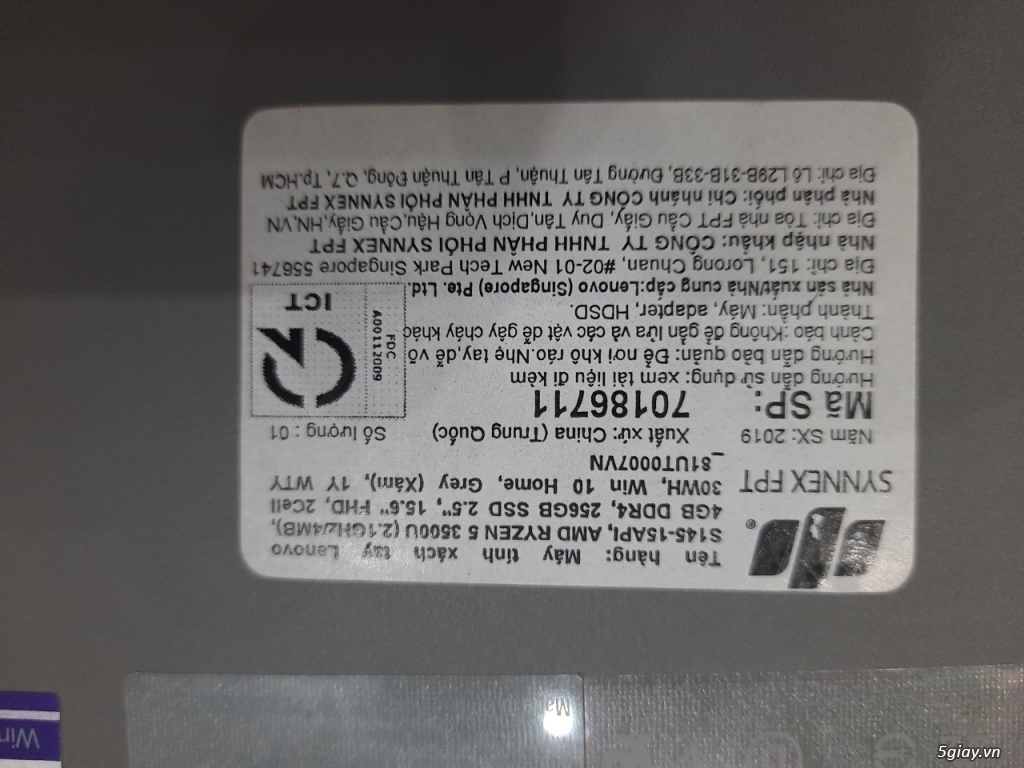 SYNNEX FPT
Tên hàng: Máy tính xách tay Lenovo
S145-15API, AMD RYZEN 5 3500U (2.1GHz/4MB),
4GB DDR4, 256GB SSD 2.5", 15.6" FHD, 2Cell
30WH, Win 10 Home, Grey (Xám), 1Y WTY
_81UT0007VN
Năm SX: 2019 Xuất xứ: China (Trung Quốc) Số lượng : 01
Mã SP: 70186711
Hướng dẫn sử dụng: xem tài liệu đi kèm
Hướng dẫn bảo quản: Để nơi khô ráo.Nhẹ tay,dễ vỡ
Cảnh báo :Không để gần lửa và các vật dễ gây cháy khác
Thành phần: Máy, adapter, HDSD.
Nhà sản xuất/Nhà cung cấp:Lenovo (Singapore) Pte. Ltd.
FDC
A00112009
ICT
Địa chỉ: 151, Lorong Chuan, #02-01 New Tech Park Singapore 556741
Nhà nhập khẩu: CÔNG TY TNHH PHÂN PHỐI SYNNEX FPT
Địa chỉ: Tòa nhà FPT Cầu Giấy, Duy Tân,Dịch Vọng Hậu,Cầu Giấy,HN,VN
Nhà phân phối: Chi nhánh CÔNG TY TNHH PHÂN PHỐI SYNNEX FPT
Địa chỉ: Lô L29B-31B-33B, Đường Tân Thuận, P Tân Thuận Đông, Q.7, Tp.HCM
Win
Mã
5giay.vn